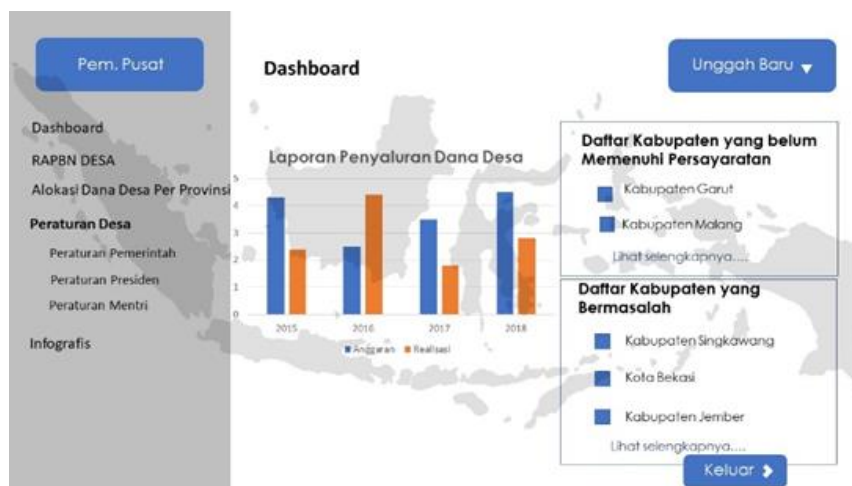 Pem. Pusat
Dashboard
RAPBN DESA
Alokasi Dana Desa Per Provinsi
Peraturan Desa
Peraturan Pemerintah
Peraturan Presiden
Peraturan Mentri
Infografis
Dashboard
Laporan Penyaluran Dana Desa
5
4
3
2
1
0
2015 2016 2017 2018
Anggaran Realisasi
Unggah Baru
Daftar Kabupaten yang belum
Memenuhi Persayaratan
Kabupaten Garut
Kabupaten Malang
Lihat selengkapnya....
Daftar Kabupaten yang
Bermasalah
Kabupaten Singkawang
Kota Bekasi
Kabupaten Jember
Lihat selengkapnya....
Keluar